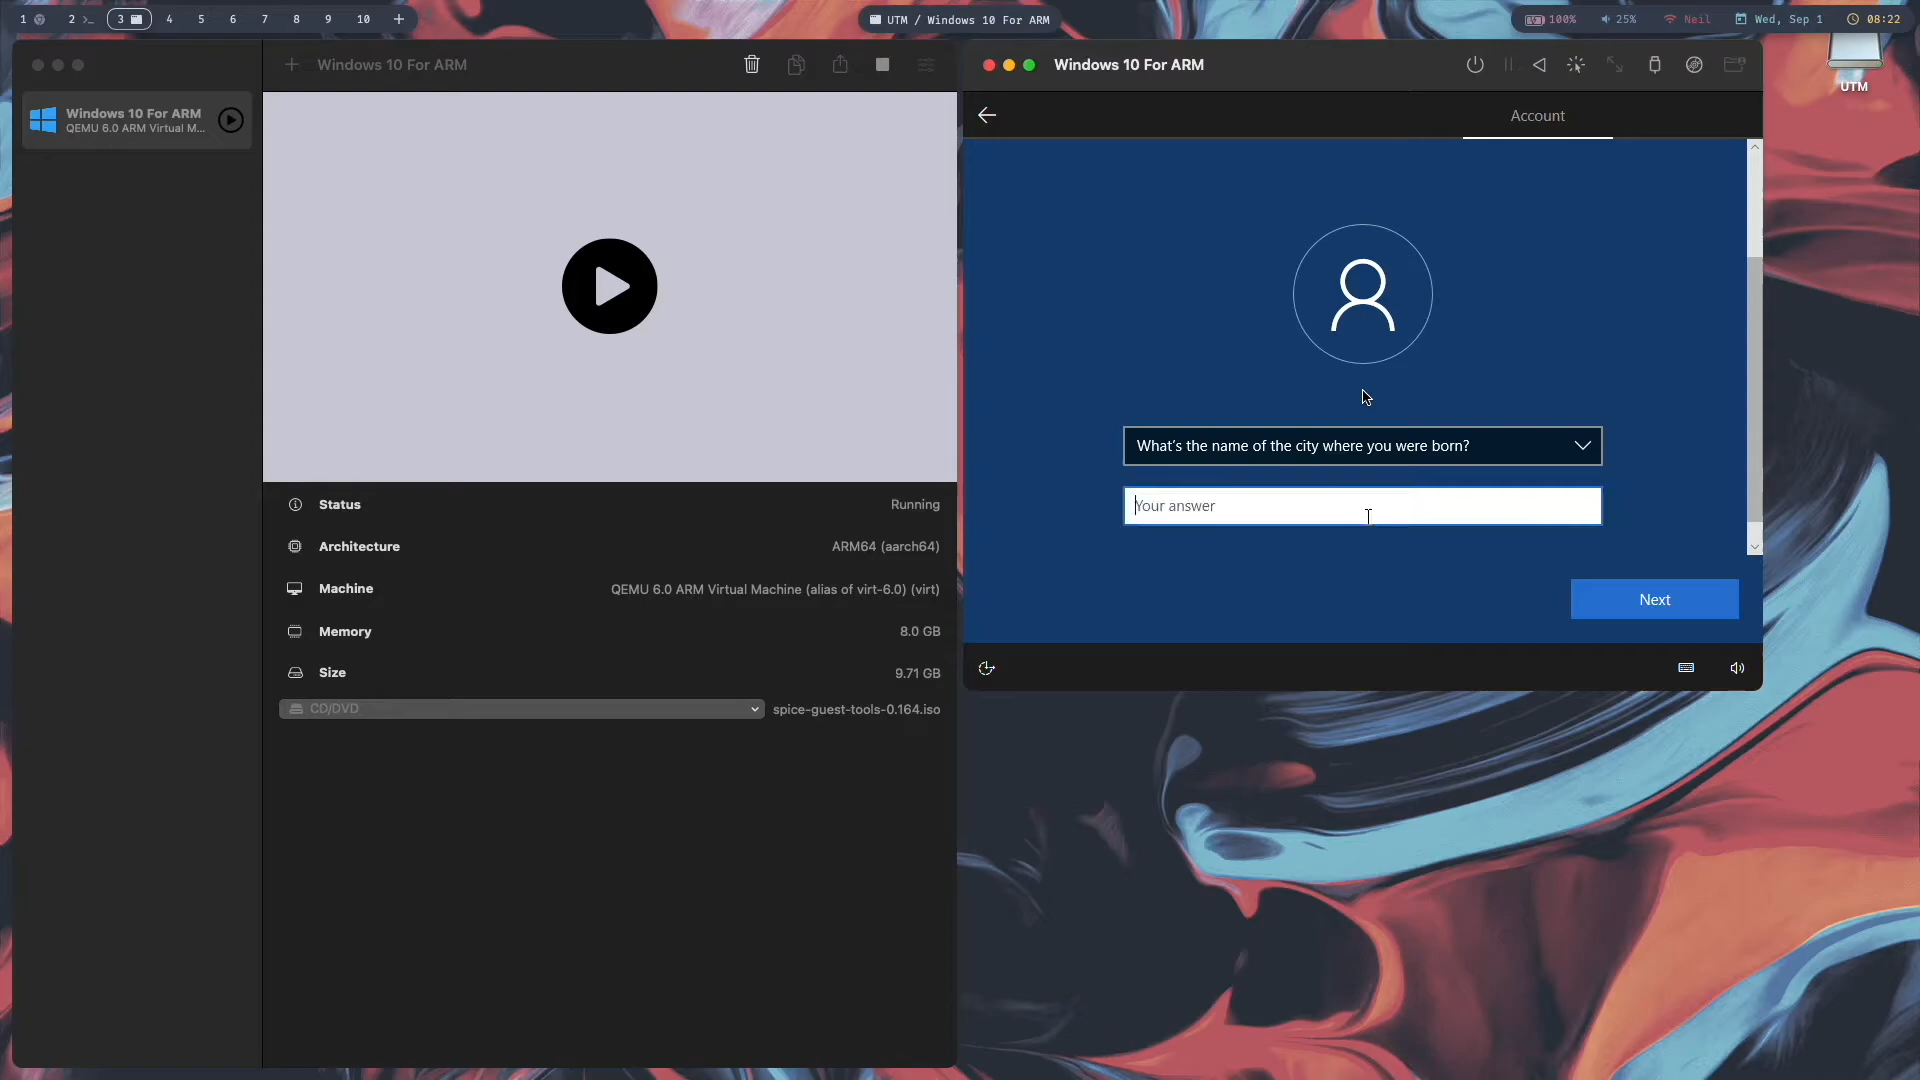 1 2 3 4 5 6 7 8 9 10 +
UTM / Windows 10 For ARM
100% 25% Neil Wed, Sep 1 08:22
Windows 10 For ARM
QEMU 6.0 ARM Virtual M...
Windows 10 For ARM
Status Running
Architecture ARM64 (aarch64)
Machine QEMU 6.0 ARM Virtual Machine (alias of virt-6.0) (virt)
Memory 8.0 GB
Size 9.71 GB
CD/DVD spice-guest-tools-0.164.iso
Windows 10 For ARM
Account
What's the name of the city where you were born?
Your answer
Next
UTM